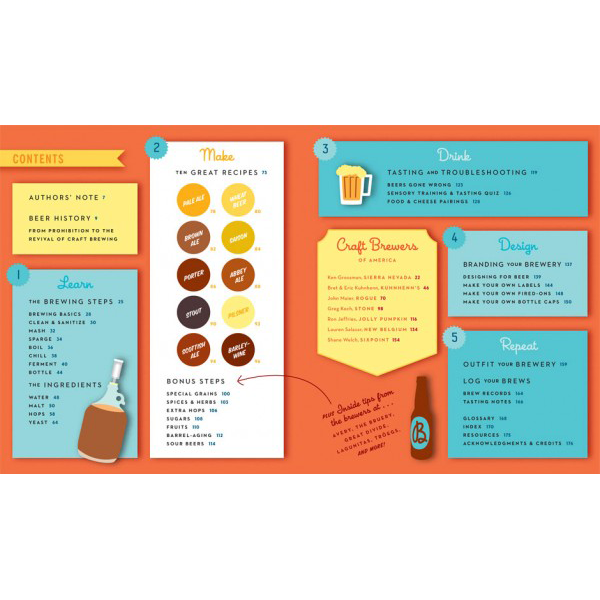 CONTENTS
AUTHORS' NOTE 7
BEER HISTORY 9
FROM PROHIBITION TO THE
REVIVAL OF CRAFT BREWING
1
Learn
THE BREWING STEPS 25
BREWING BASICS 28
CLEAN & SANITIZE 30
MASH 32
SPARGE 34
BOIL 36
CHILL 38
FERMENT 40
BOTTLE 44
THE INGREDIENTS
WATER 48
MALT 50
HOPS 58
YEAST 66
2
Make
TEN GREAT RECIPES 75
PALE ALE
78
WHEAT BEER
80
BROWN ALE
SAISON
PORTER
ABBEY ALE
STOUT
PILSNER
SCOTTISH ALE
94
BARLEY-WINE
96
BONUS STEPS
SPECIAL GRAINS 100
SPICES & HERBS 103
EXTRA HOPS 106
SUGARS 108
FRUITS 110
BARREL-AGING 112
SOUR BEERS 114
3
Drink
TASTING AND TROUBLESHOOTING 119
BEERS GONE WRONG 125
SENSORY TRAINING & TASTING QUIZ 126
FOOD & CHEESE PAIRINGS 128
Craft Brewers
OF AMERICA
Ken Grossman, SIERRA NEVADA 22
Bret & Eric Kuhnhenn, KUHNHENN'S 46
John Maier, ROGUE 70
Greg Koch, STONE 98
Ron Jeffries, JOLLY PUMPKIN 116
Lauren Salazar, NEW BELGIUM 134
Shane Welch, SIXPOINT 154
PLUS Inside tips from
the brewers at...
AVERY, THE BRUERY,
GREAT DIVIDE,
LAGUNITAS, TRÖEGS,
AND MORE!
B
4
Design
BRANDING YOUR BREWERY 137
DESIGNING FOR BEER 139
MAKE YOUR OWN LABELS 144
MAKE YOUR OWN FIRED-ONS 148
MAKE YOUR OWN BOTTLE CAPS 150
5
Repeat
OUTFIT YOUR BREWERY 159
LOG YOUR BREWS
BREW RECORDS 164
TASTING NOTES 166
GLOSSARY 168
INDEX 170
RESOURCES 175
ACKNOWLEDGMENTS & CREDITS 176